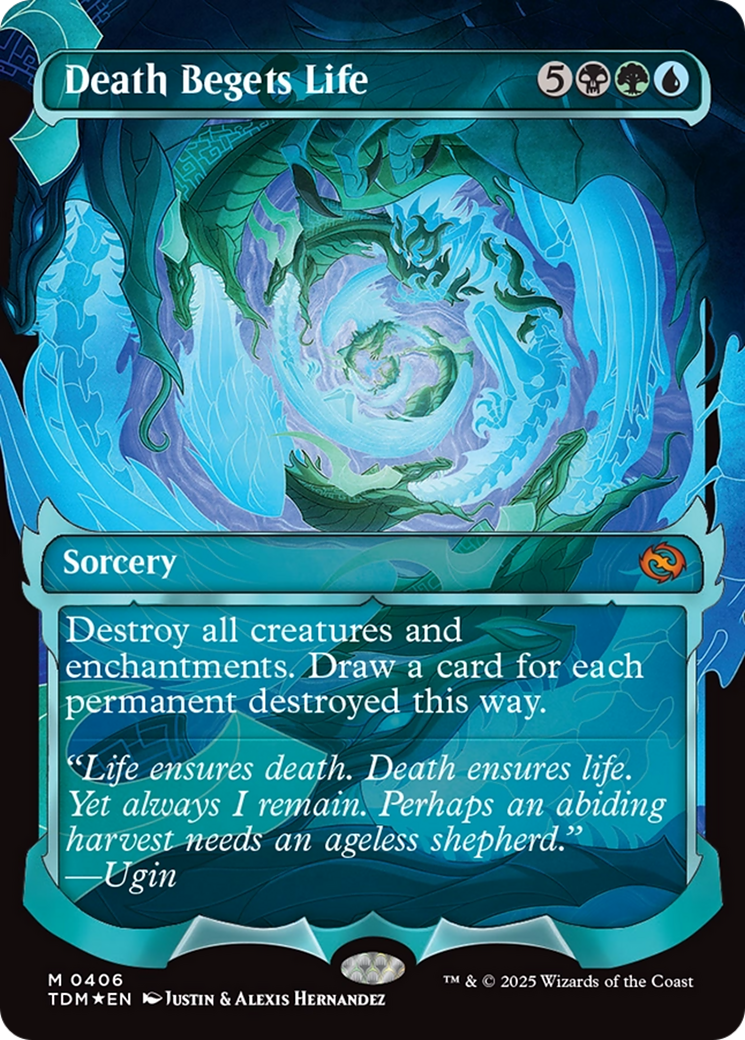 Death Begets Life
5
Sorcery
Destroy all creatures and
enchantments. Draw a card for each
permanent destroyed this way.
“Life ensures death. Death ensures life.
Yet always I remain. Perhaps an abiding
harvest needs an ageless shepherd.”
—Ugin
M 0406
TDM★EN Justin & Alexis Hernandez
™ & © 2025 Wizards of the Coast